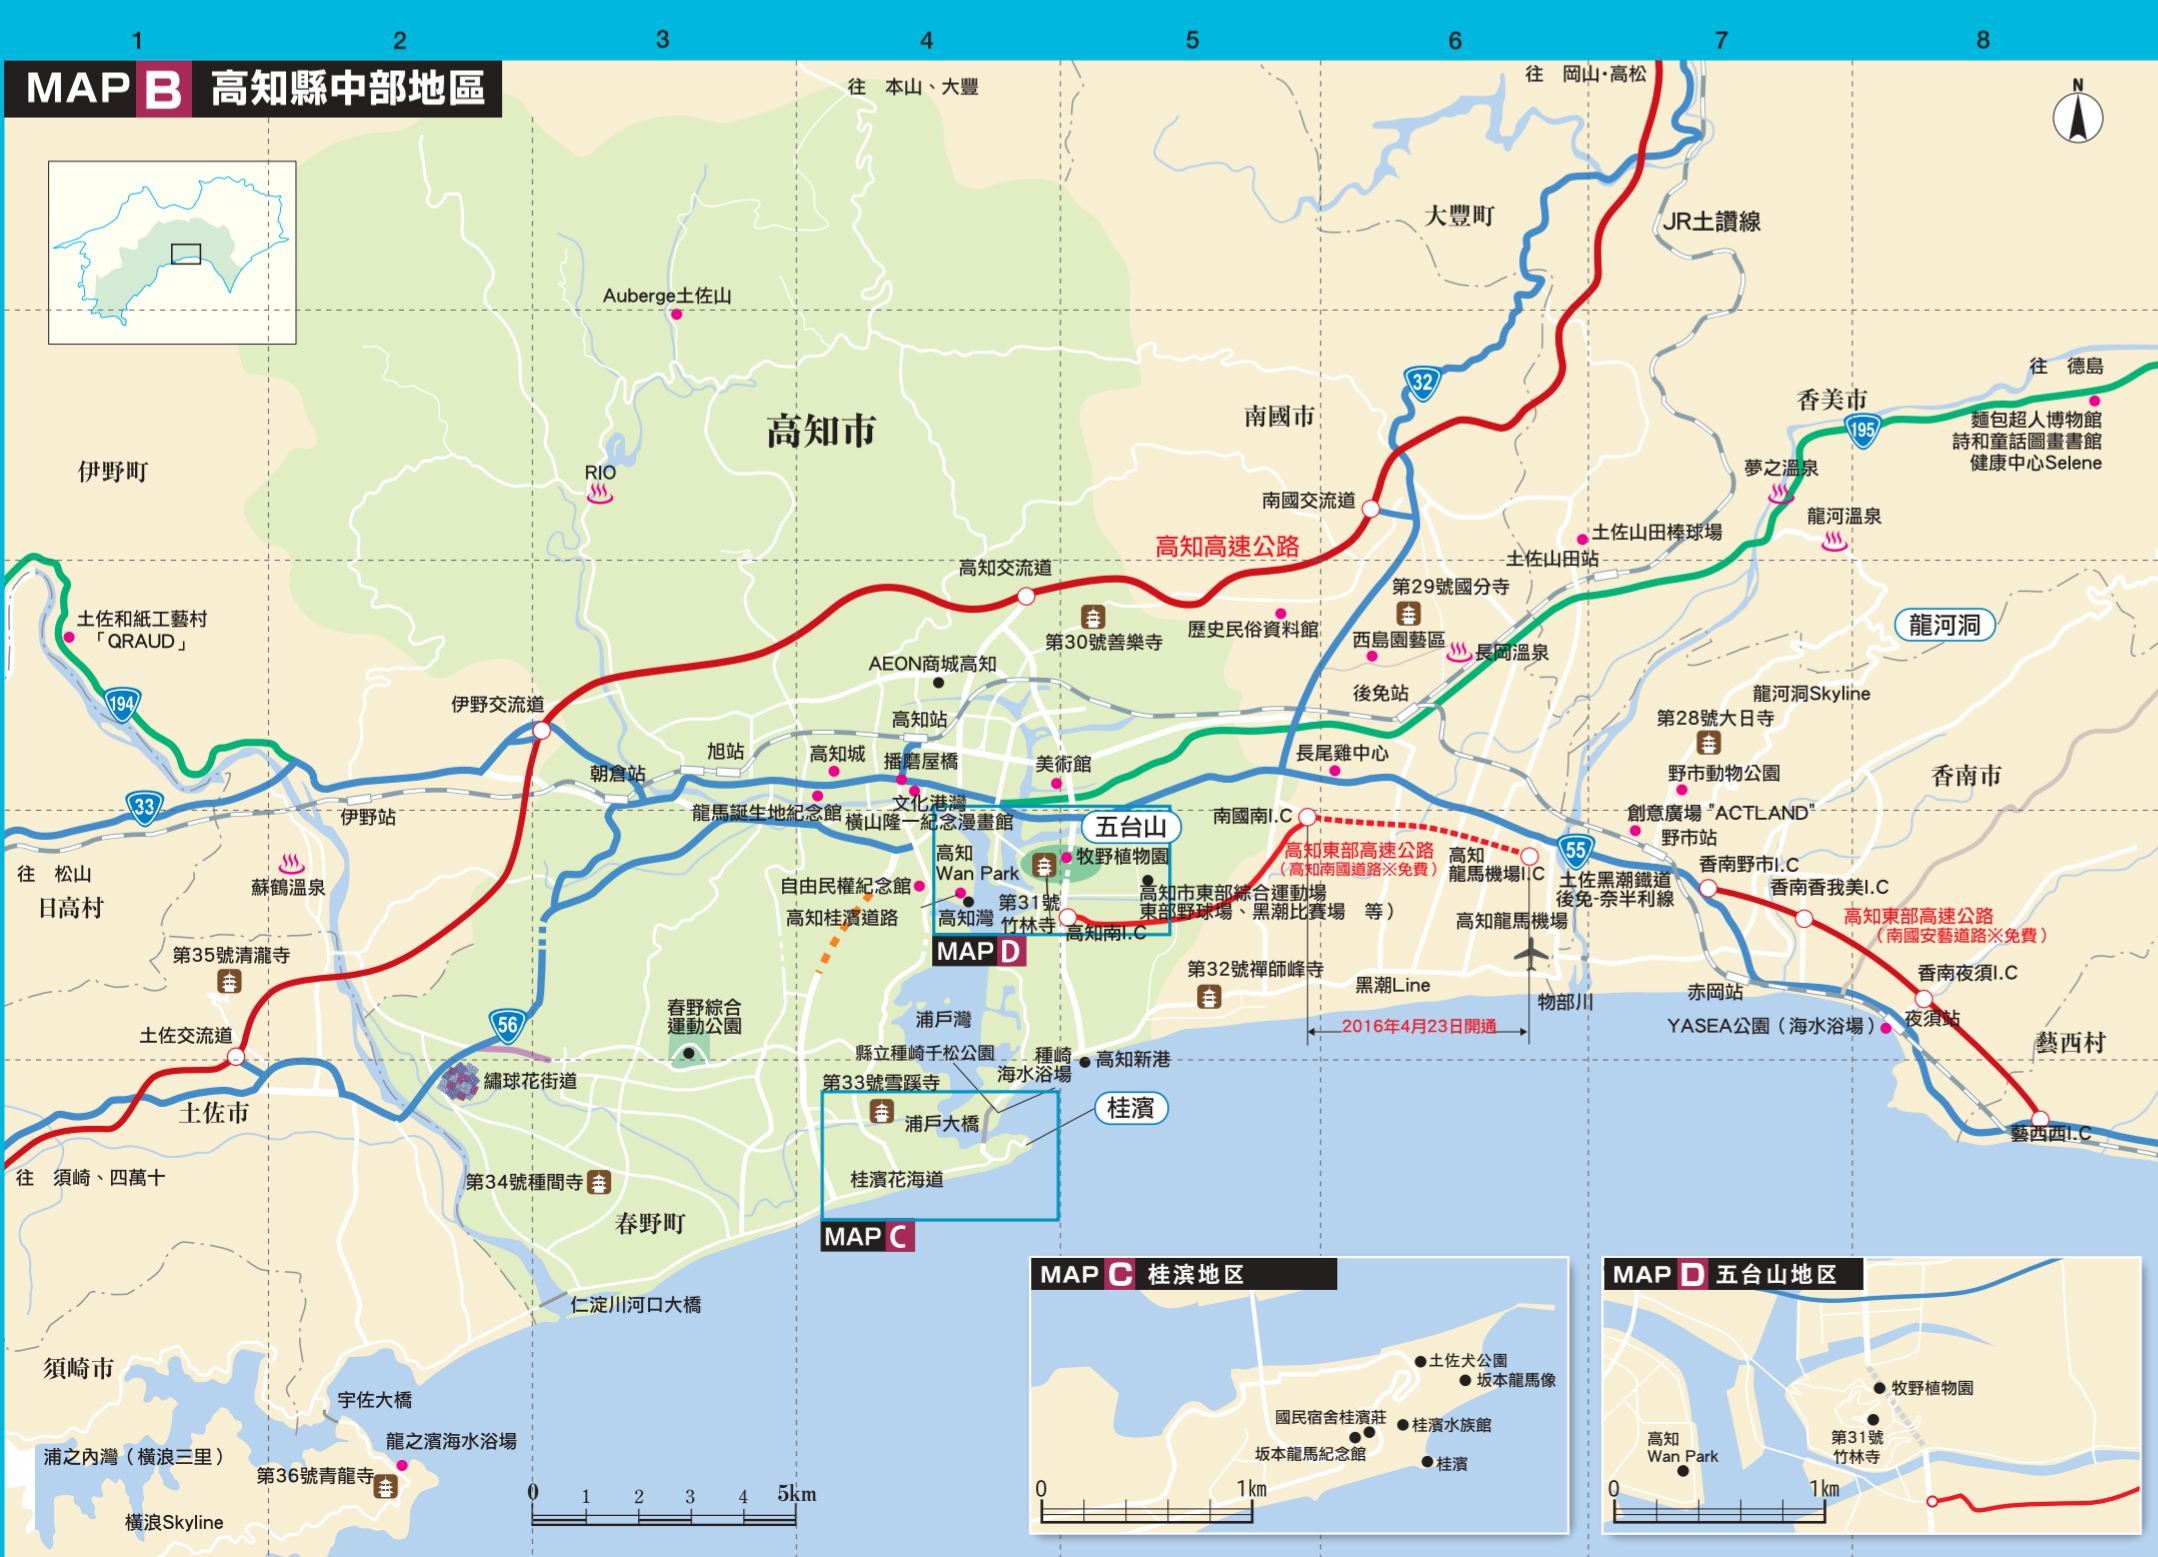 1 2 3 4 5 6 7 8
MAP B 高知縣中部地區
往 本山、大豐
往 岡山・高松
N
大豐町
JR土讚線
Auberge土佐山
32
往 德島
香美市
高知市
南國市
195
麵包超人博物館
詩和童話圖畫書館
健康中心Selene
伊野町
RIO
夢之溫泉
南國交流道
龍河溫泉
土佐山田棒球場
高知高速公路
土佐山田站
高知交流道
第29號國分寺
土佐和紙工藝村
「QRAUD」
歷史民俗資料館
第30號善樂寺
西島園藝區
長岡溫泉
龍河洞
AEON商城高知
後免站
龍河洞Skyline
194
伊野交流道
高知站
第28號大日寺
旭站
高知城
播磨屋橋
美術館
長尾雞中心
朝倉站
野市動物公園
香南市
33
伊野站
龍馬誕生地紀念館
文化港灣
橫山隆一紀念漫畫館
五台山
南國南I.C
創意廣場 "ACTLAND"
野市站
高知東部高速公路
（高知南國道路※免費）
高知
龍馬機場I.C
55
香南野市I.C
往 松山
蘇鶴溫泉
高知
Wan Park
牧野植物園
土佐黑潮鐵道
後免-奈半利線
香南香我美I.C
日高村
自由民權紀念館
高知市東部綜合運動場
東部野球場、黑潮比賽場 等）
高知桂濱道路
高知灣
第31號
竹林寺
高知南I.C
高知龍馬機場
高知東部高速公路
（南國安藝道路※免費）
MAP D
第35號清瀧寺
第32號禪師峰寺
黑潮Line
香南夜須I.C
物部川
赤岡站
春野綜合
運動公園
56
浦戶灣
2016年4月23日開通
YASEA公園（海水浴場）
夜須站
土佐交流道
縣立種崎千松公園
種崎
海水浴場
高知新港
藝西村
繡球花街道
第33號雪蹊寺
土佐市
浦戶大橋
桂濱
藝西西I.C
往 須崎、四萬十
第34號種間寺
桂濱花海道
春野町
MAP C
仁淀川河口大橋
須崎市
宇佐大橋
龍之濱海水浴場
浦之內灣（橫浪三里）
第36號青龍寺
橫浪Skyline
0 1 2 3 4 5km
MAP C 桂滨地区
土佐犬公園
坂本龍馬像
國民宿舍桂濱莊
桂濱水族館
坂本龍馬紀念館
桂濱
0 1km
MAP D 五台山地区
牧野植物園
第31號
竹林寺
高知
Wan Park
0 1km